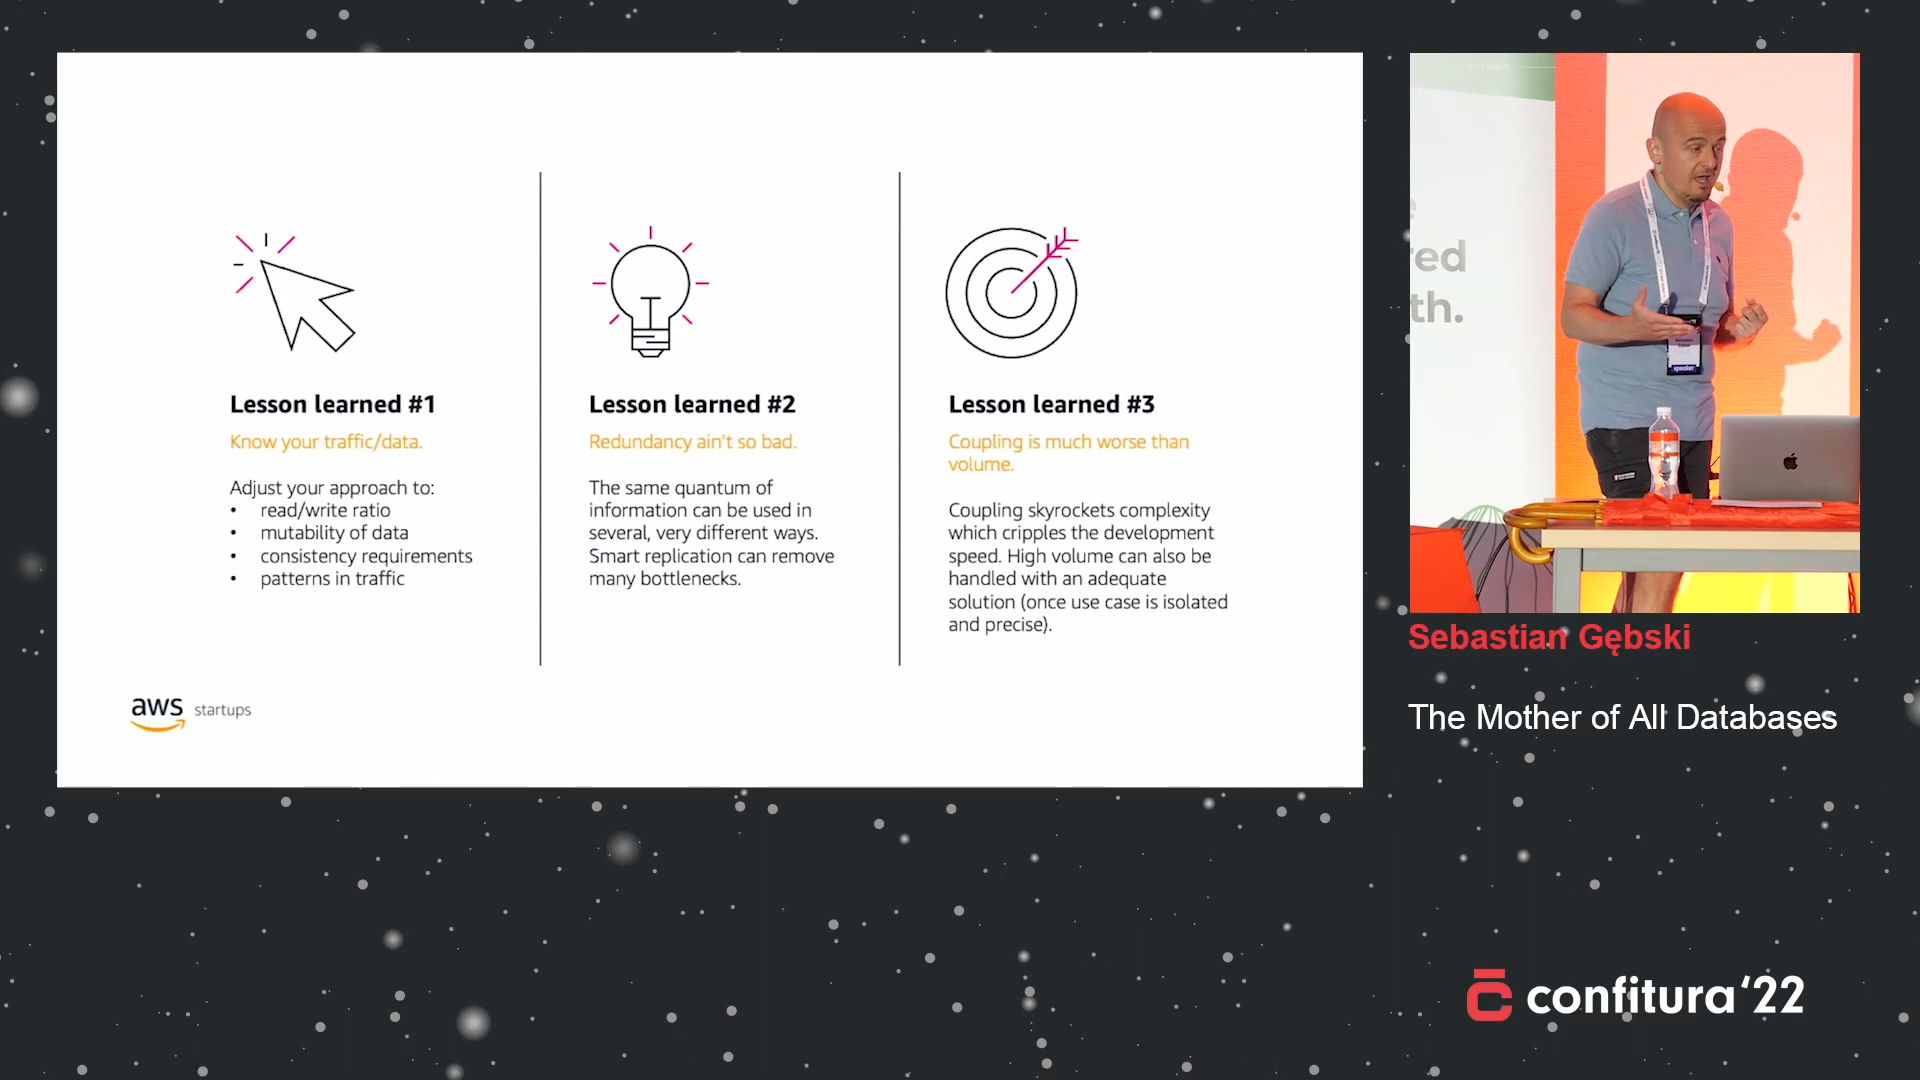 Lesson learned #1
Know your traffic/data.
Adjust your approach to:
• read/write ratio
• mutability of data
• consistency requirements
• patterns in traffic
Lesson learned #2
Redundancy ain't so bad.
The same quantum of
information can be used in
several, very different ways.
Smart replication can remove
many bottlenecks.
Lesson learned #3
Coupling is much worse than
volume.
Coupling skyrockets complexity
which cripples the development
speed. High volume can also be
handled with an adequate
solution (once use case is isolated
and precise).
aws startups
speaker
Sebastian Gębski
The Mother of All Databases
confitura '22